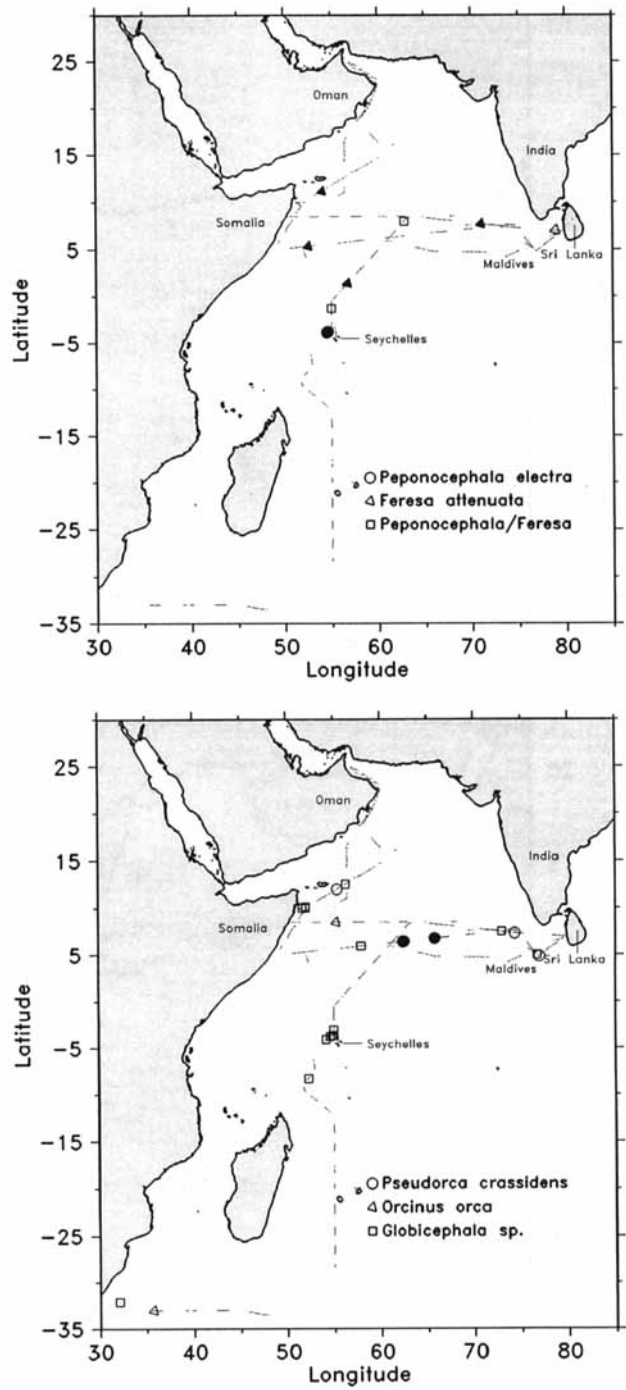 25
15
5
-5
-15
-25
-35
Latitude
Oman
India
Somalia
Maldives
Sri Lanka
Seychelles
Peponocephala electra
Feresa attenuata
Peponocephala/Feresa
30 40 50 60 70 80
Longitude
25
15
5
-5
-15
-25
-35
Latitude
Oman
India
Somalia
Maldives
Sri Lanka
Seychelles
Pseudorca crassidens
Orcinus orca
Globicephala sp.
30 40 50 60 70 80
Longitude